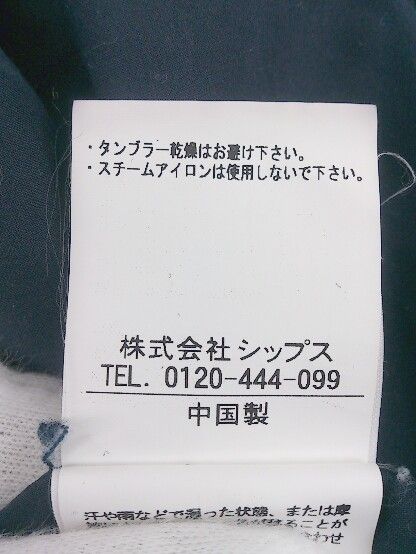 ・タンブラー乾燥はお避け下さい。
・スチームアイロンは使用しないで下さい。
株式会社 シップス
TEL. 0120-444-099
中国製
汗や雨などで湿った状態、または摩
ことが